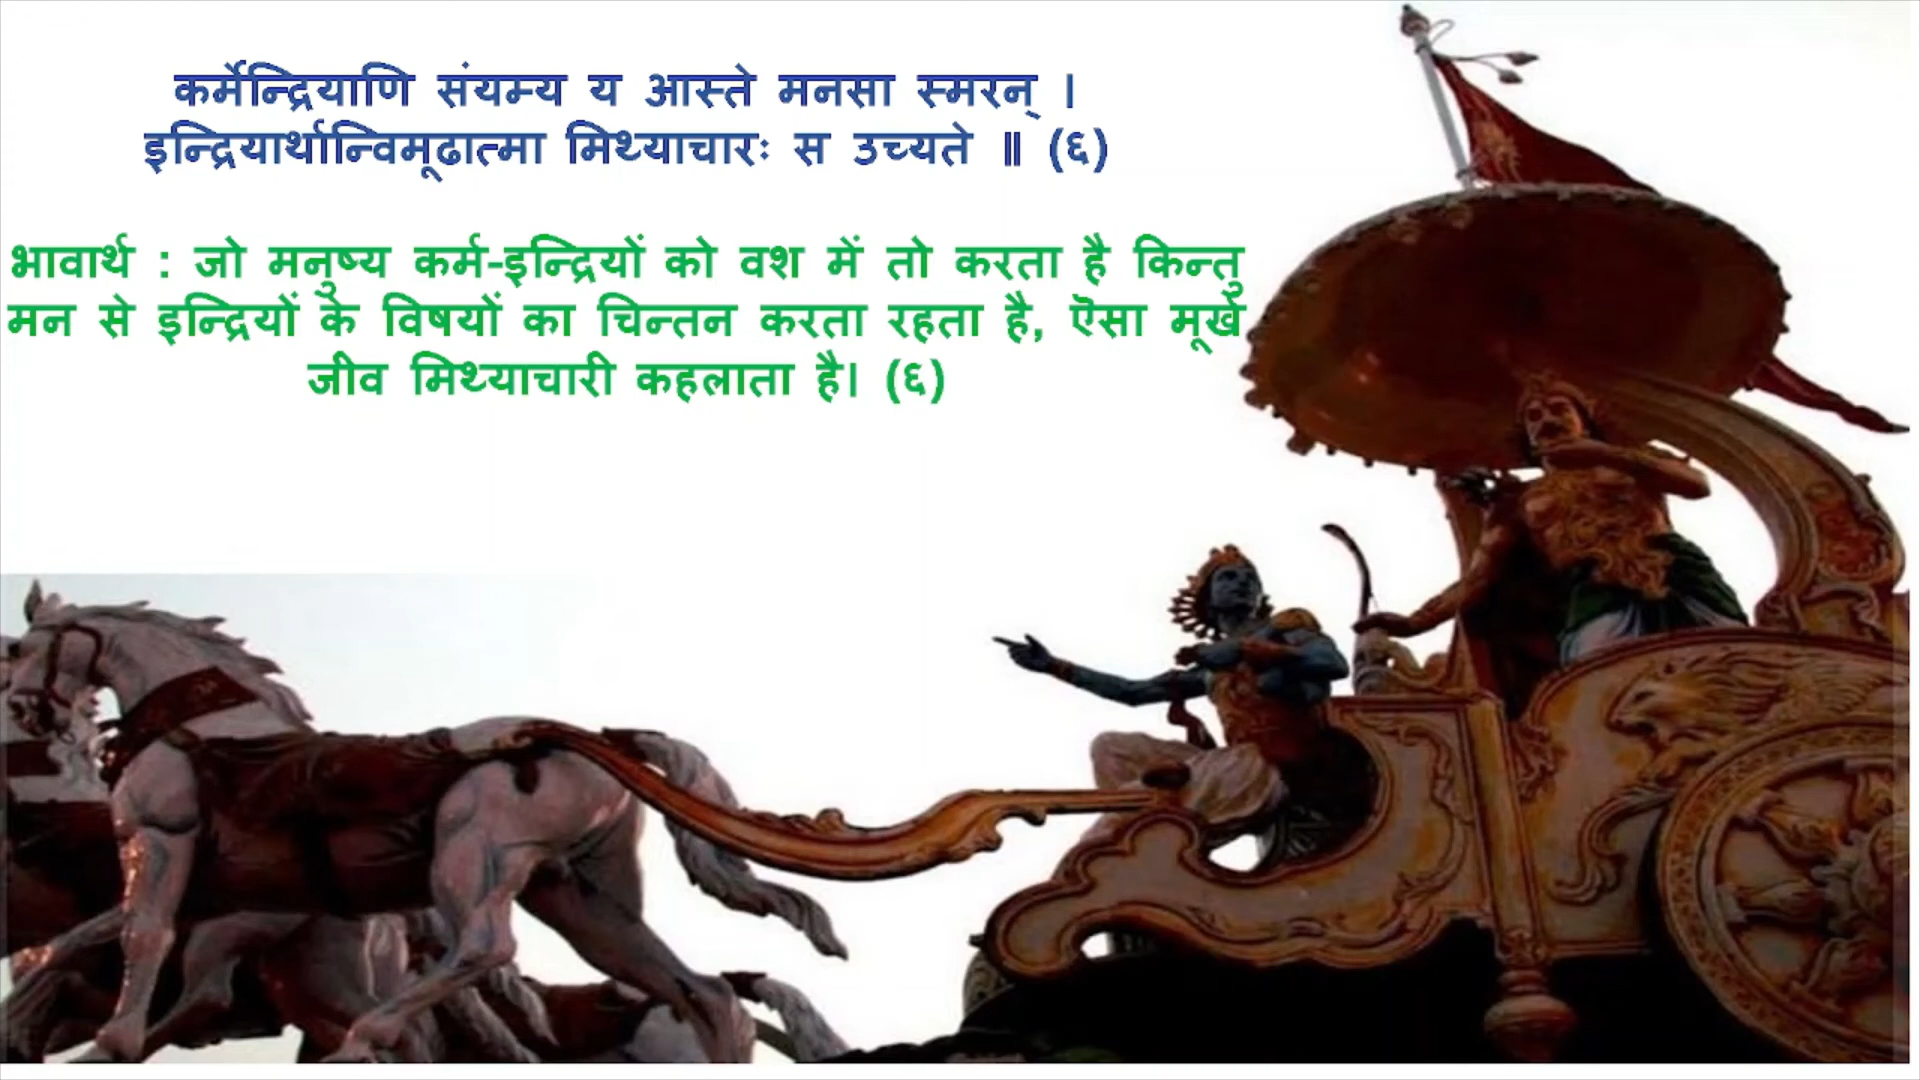 कर्मेन्द्रियाणि संयम्य य आस्ते मनसा स्मरन् ।
इन्द्रियार्थान्विमूढात्मा मिथ्याचारः स उच्यते ॥ (६)
भावार्थ : जो मनुष्य कर्म-इन्द्रियों को वश में तो करता है किन्तु
मन से इन्द्रियों के विषयों का चिन्तन करता रहता है, ऎसा मूर्ख
जीव मिथ्याचारी कहलाता है। (६)